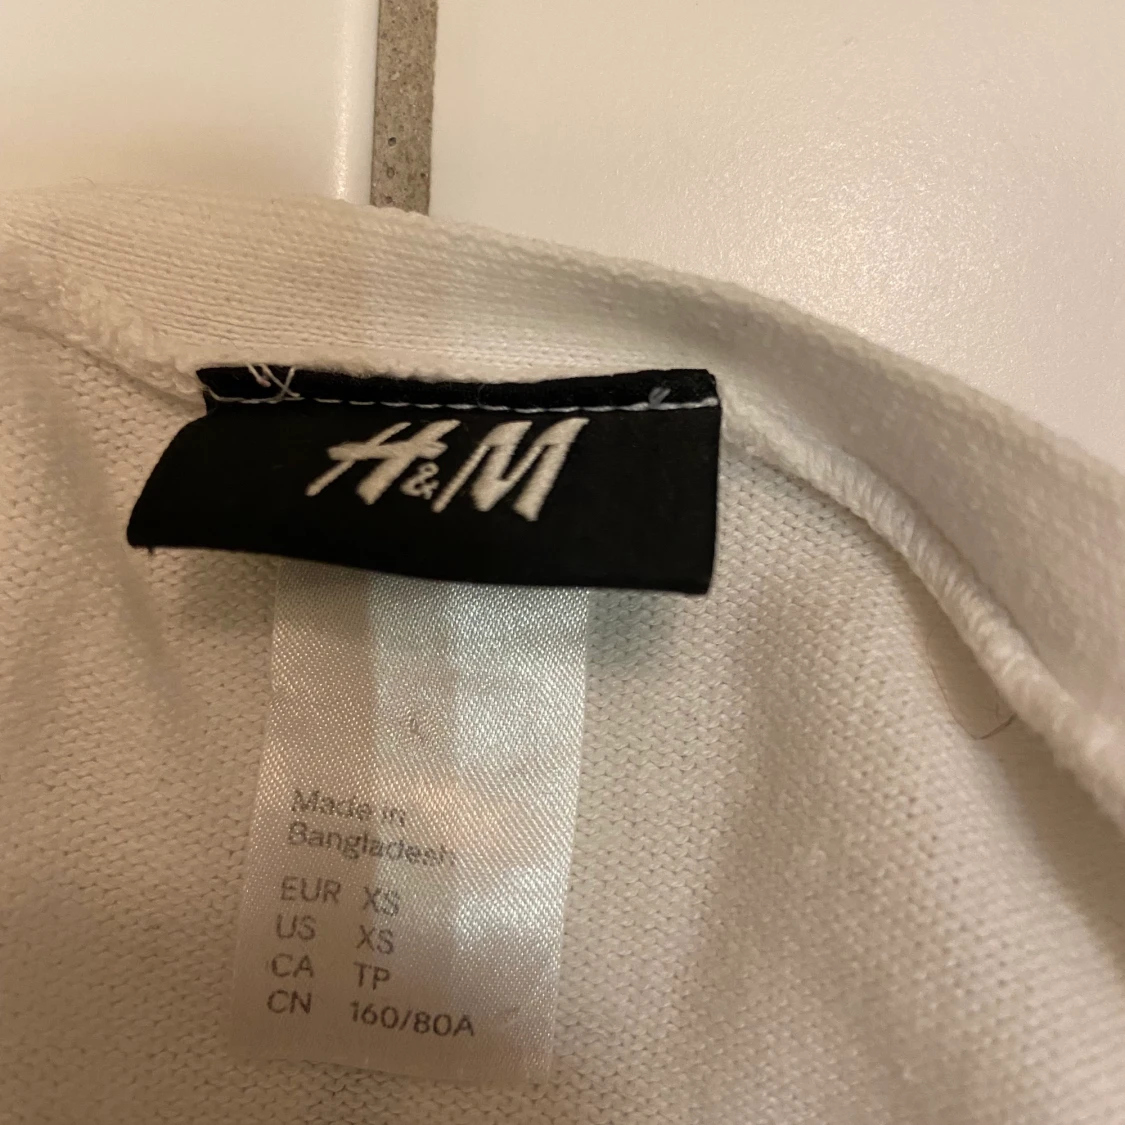 H&M
Made in
Bangladesh
EUR XS
US XS
CA TP
CN 160/80A